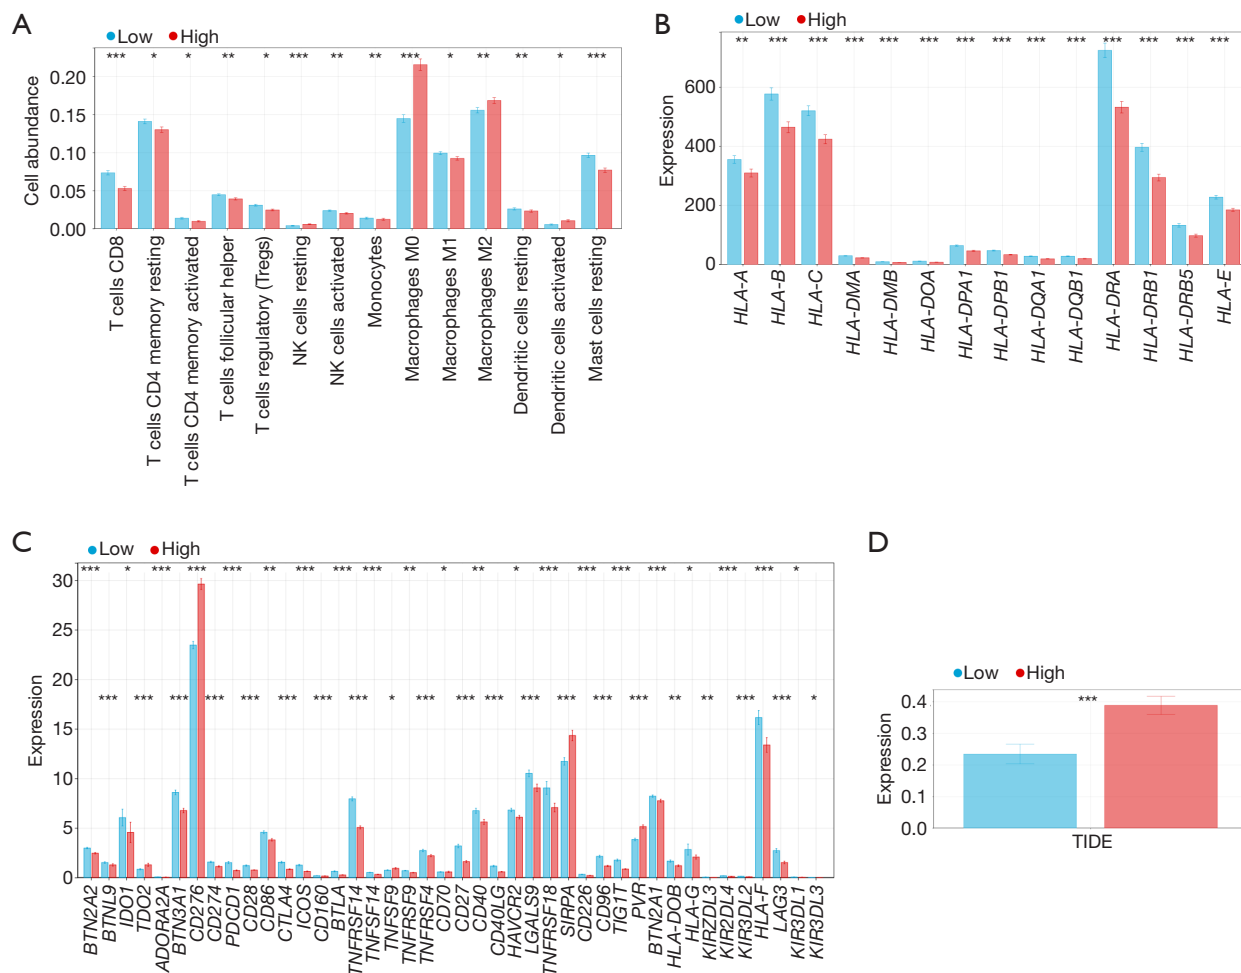 A
Low High
*** * * ** * *** ** ** *** * ** * * ***
Cell abundance
0.20
0.15
0.10
0.05
0.00
T cells CD8
T cells CD4 memory resting
T cells CD4 memory activated
T cells follicular helper
T cells regulatory (Tregs)
NK cells resting
NK cells activated
Monocytes
Macrophages M0
Macrophages M1
Macrophages M2
Dendritic cells resting
Dendritic cells activated
Mast cells resting
B
Low High
** *** *** *** *** *** *** *** *** *** *** *** *** ***
Expression
600
400
200
0
HLA-A
HLA-B
HLA-C
HLA-DMA
HLA-DMB
HLA-DOA
HLA-DPA1
HLA-DPB1
HLA-DQA1
HLA-DQB1
HLA-DRA
HLA-DRB1
HLA-DRB5
HLA-E
C
Low High
*** * *** *** *** ** *** *** *** ** * ** * *** *** *** *** * *** *** *
*** *** *** *** *** *** *** *** * *** *** *** *** *** *** *** ** ** *** *** *
Expression
30
25
20
15
10
5
0
BTN2A2
BTNL9
IDO1
TDO2
ADORA2A
BTN3A1
CD276
CD274
PDCD1
CD28
CD86
CTLA4
ICOS
CD160
BTLA
TNFRSF14
TNFSF14
TNFSF9
TNFRSF9
TNFRSF4
CD70
CD27
CD40
CD40LG
HAVCR2
LGALS9
TNFRSF18
SIRPA
CD226
CD96
TIG1T
PVR
BTN2A1
HLA-DOB
HLA-G
KIR2DL3
KIR2DL4
KIR3DL2
HLA-F
LAG3
KIR3DL1
KIR3DL3
D
Low High
***
Expression
0.4
0.3
0.2
0.1
0.0
TIDE